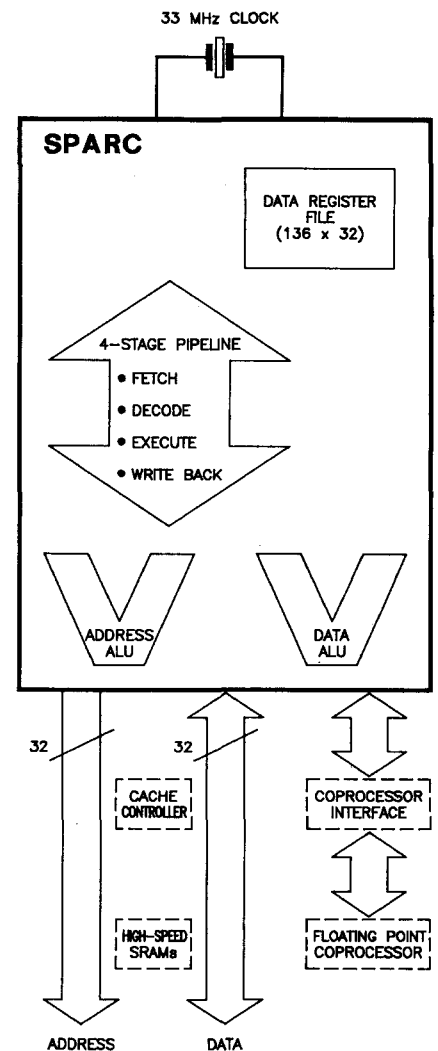 33 MHz CLOCK
SPARC
DATA REGISTER
FILE
(136 x 32)
4-STAGE PIPELINE
• FETCH
• DECODE
• EXECUTE
• WRITE BACK
ADDRESS
ALU
DATA
ALU
32
32
CACHE
CONTROLLER
COPROCESSOR
INTERFACE
HIGH-SPEED
SRAMs
FLOATING POINT
COPROCESSOR
ADDRESS
DATA